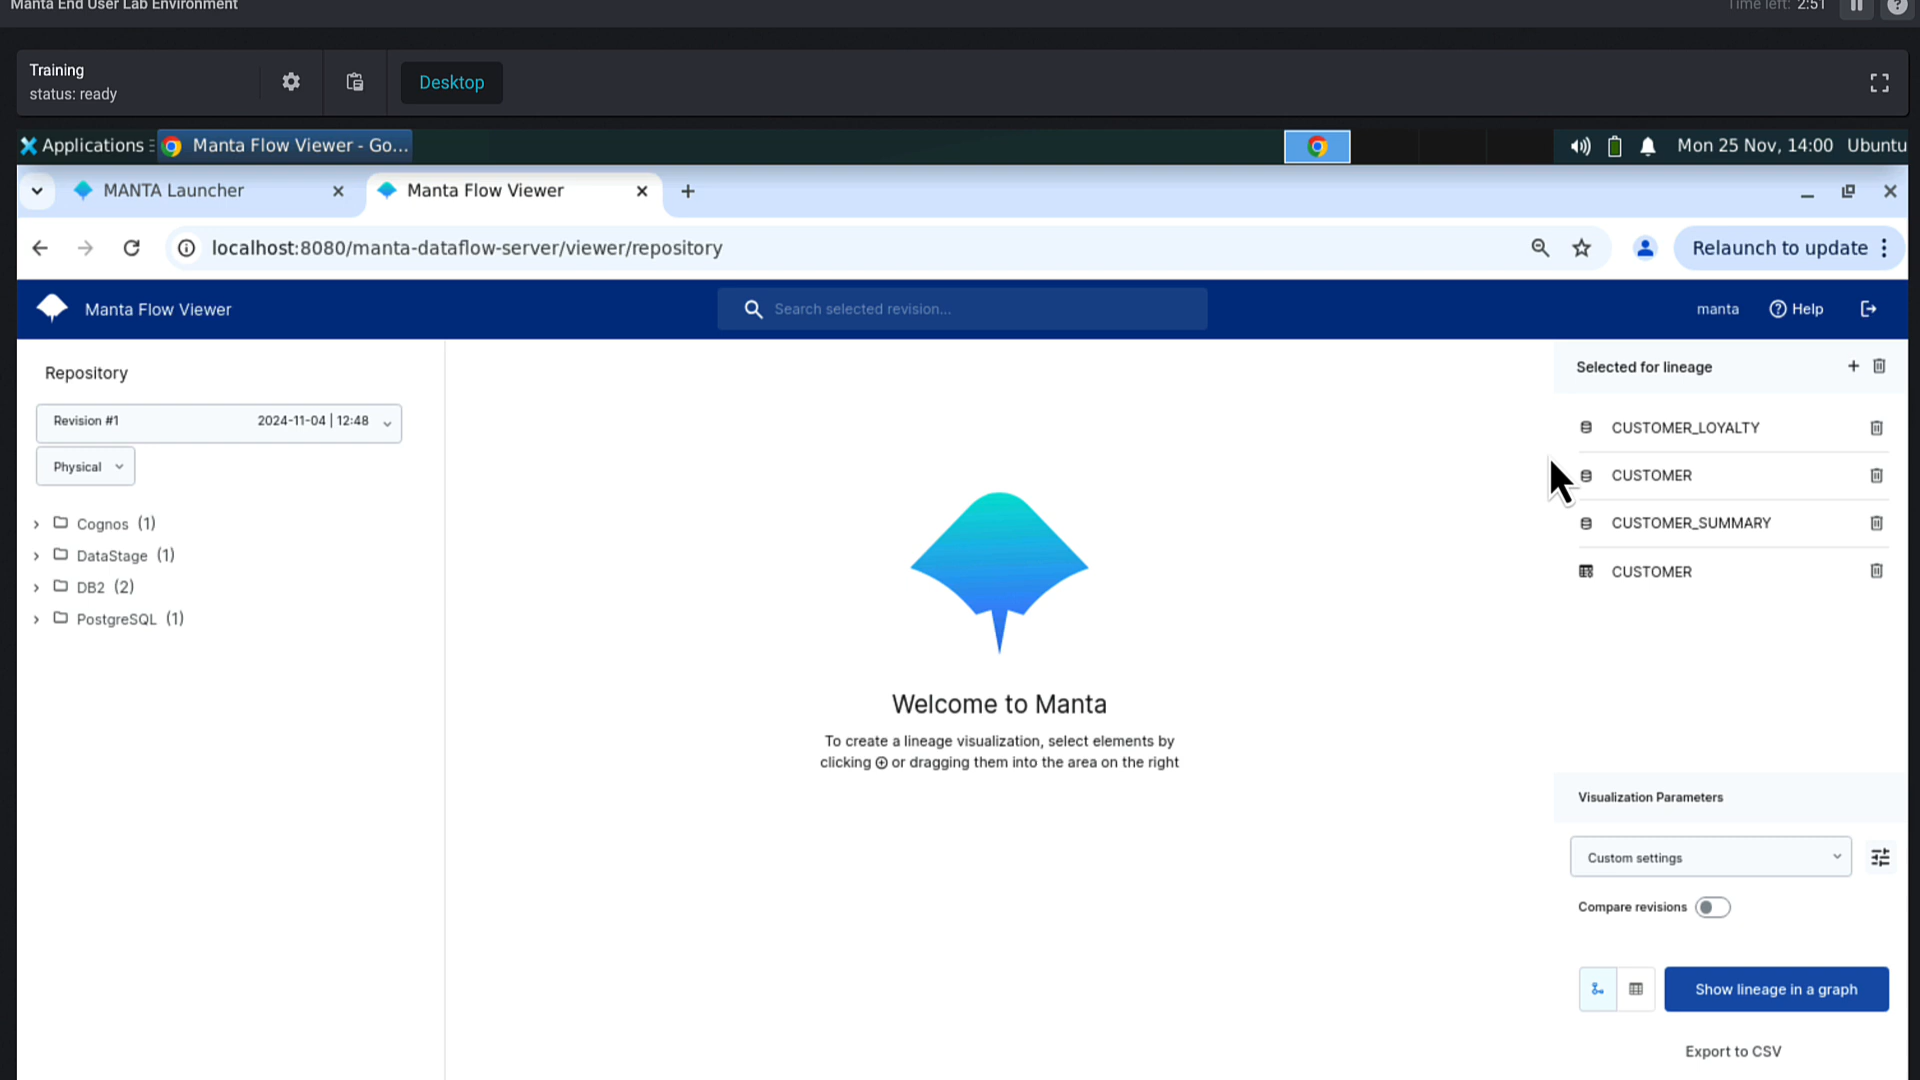 Manta End User Lab Environment
Time left: 2:51
Training
status: ready
Desktop
Applications
Manta Flow Viewer - Go...
Mon 25 Nov, 14:00 Ubuntu
MANTA Launcher
Manta Flow Viewer
localhost:8080/manta-dataflow-server/viewer/repository
Relaunch to update
Manta Flow Viewer
Search selected revision...
manta
Help
Repository
Revision #1 2024-11-04 | 12:48
Physical
Cognos (1)
DataStage (1)
DB2 (2)
PostgreSQL (1)
Welcome to Manta
To create a lineage visualization, select elements by
clicking ⊕ or dragging them into the area on the right
Selected for lineage
CUSTOMER_LOYALTY
CUSTOMER
CUSTOMER_SUMMARY
CUSTOMER
Visualization Parameters
Custom settings
Compare revisions
Show lineage in a graph
Export to CSV